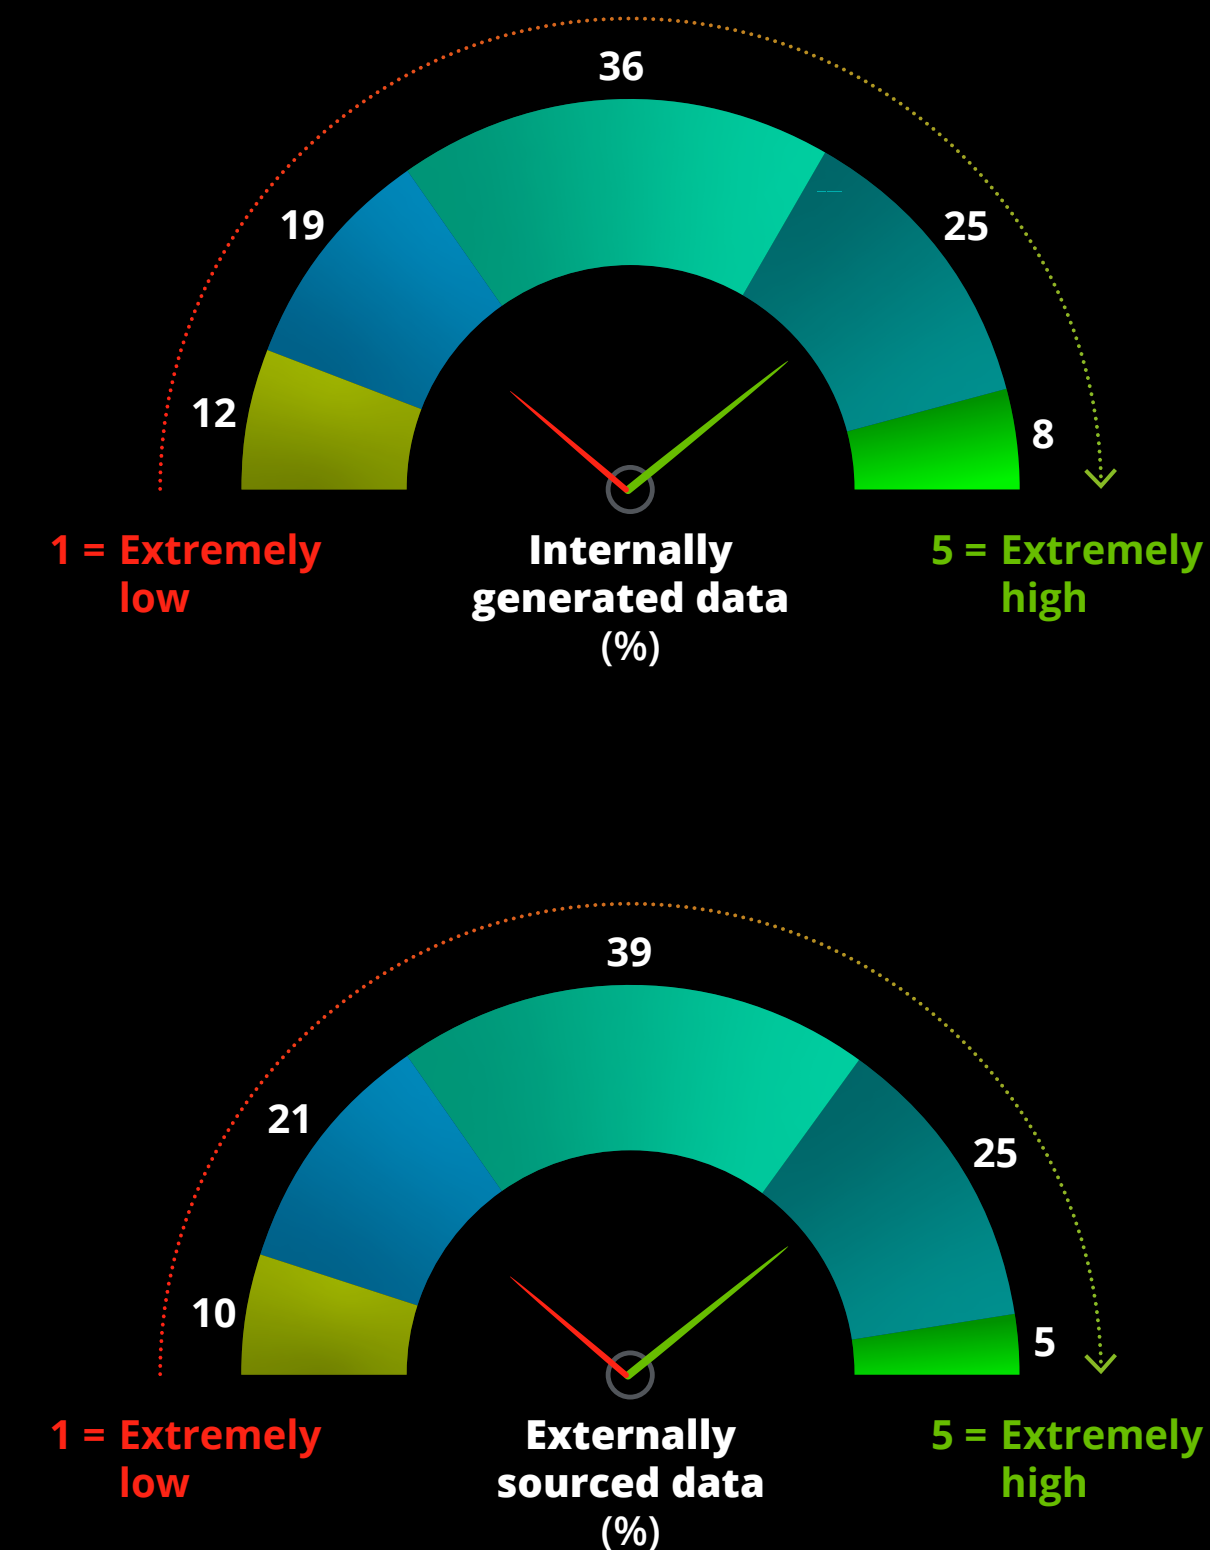 36
19
25
12
8
1 = Extremely low
Internally
generated data
(%)
5 = Extremely high
39
21
25
10
5
1 = Extremely low
Externally
sourced data
(%)
5 = Extremely high